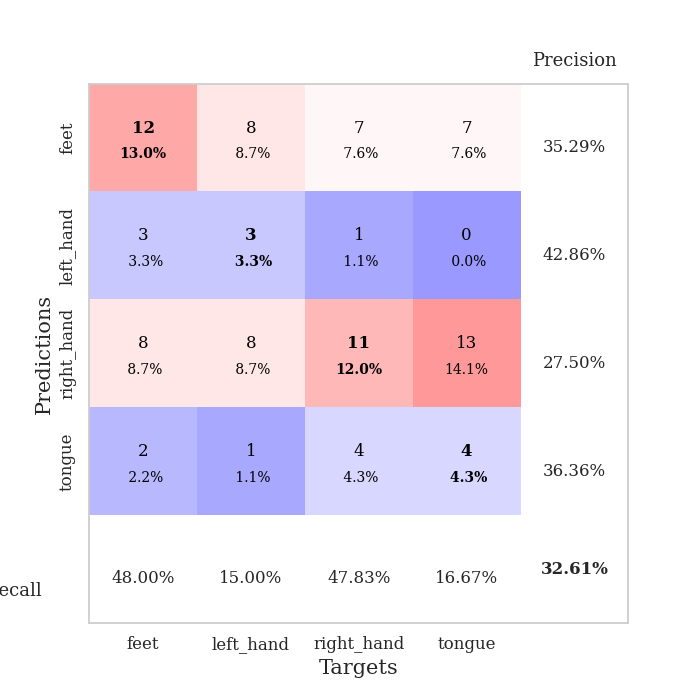 Precision
feet
12 8 7 7
13.0% 8.7% 7.6% 7.6%
35.29%
left_hand
3 3 1 0
3.3% 3.3% 1.1% 0.0%
42.86%
Predictions
right_hand
8 8 11 13
8.7% 8.7% 12.0% 14.1%
27.50%
tongue
2 1 4 4
2.2% 1.1% 4.3% 4.3%
36.36%
ecall
48.00% 15.00% 47.83% 16.67% 32.61%
feet left_hand right_hand tongue
Targets